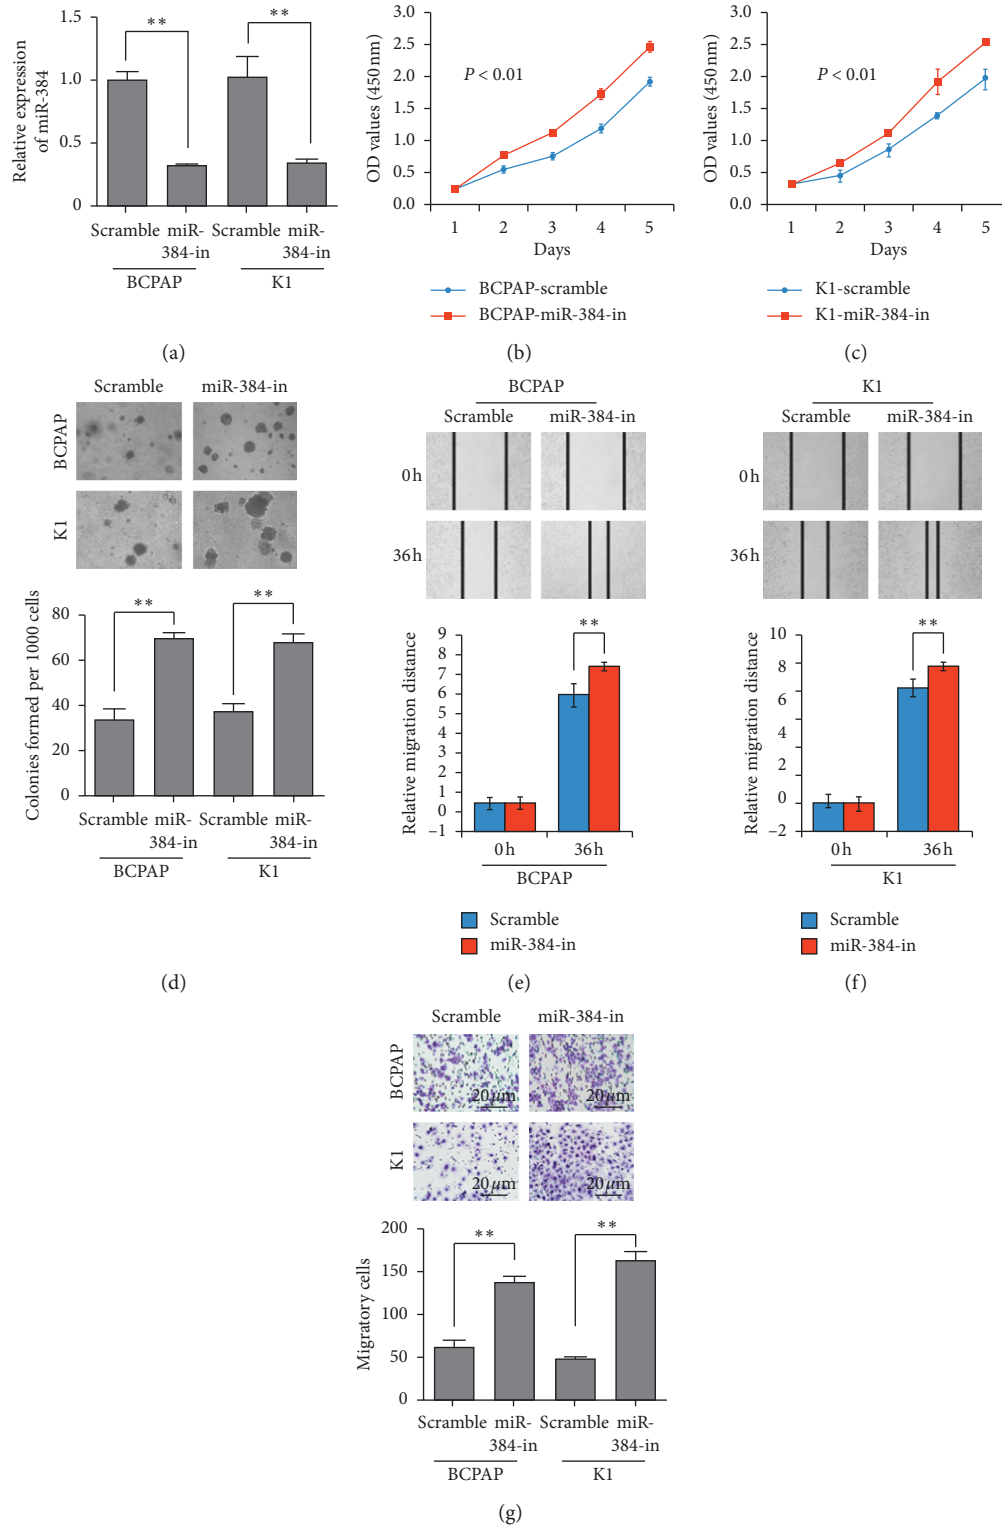 Relative expression
of miR-384
1.5
1.0
0.5
0
**
**
Scramble miR-
384-in
Scramble miR-
384-in
BCPAP
K1
(a)
OD values (450 nm)
3.0
2.5
2.0
1.5
1.0
0.5
0.0
P < 0.01
1 2 3 4 5
Days
BCPAP-scramble
BCPAP-miR-384-in
(b)
OD values (450 nm)
3.0
2.5
2.0
1.5
1.0
0.5
0.0
P < 0.01
1 2 3 4 5
Days
K1-scramble
K1-miR-384-in
(c)
Scramble miR-384-in
BCPAP
K1
Colonies formed per 1000 cells
80
60
40
20
0
**
**
Scramble miR-
384-in
Scramble miR-
384-in
BCPAP
K1
(d)
BCPAP
Scramble miR-384-in
0 h
36 h
Relative migration distance
9
8
7
6
5
4
3
2
1
0
–1
**
0 h 36 h
BCPAP
Scramble
miR-384-in
(e)
K1
Scramble miR-384-in
0 h
36 h
Relative migration distance
10
8
6
4
2
0
–2
**
0 h 36 h
K1
Scramble
miR-384-in
(f)
Scramble miR-384-in
BCPAP
20 µm
20 µm
K1
20 µm
20 µm
Migratory cells
200
150
100
50
0
**
**
Scramble miR-
384-in
Scramble miR-
384-in
BCPAP
K1
(g)